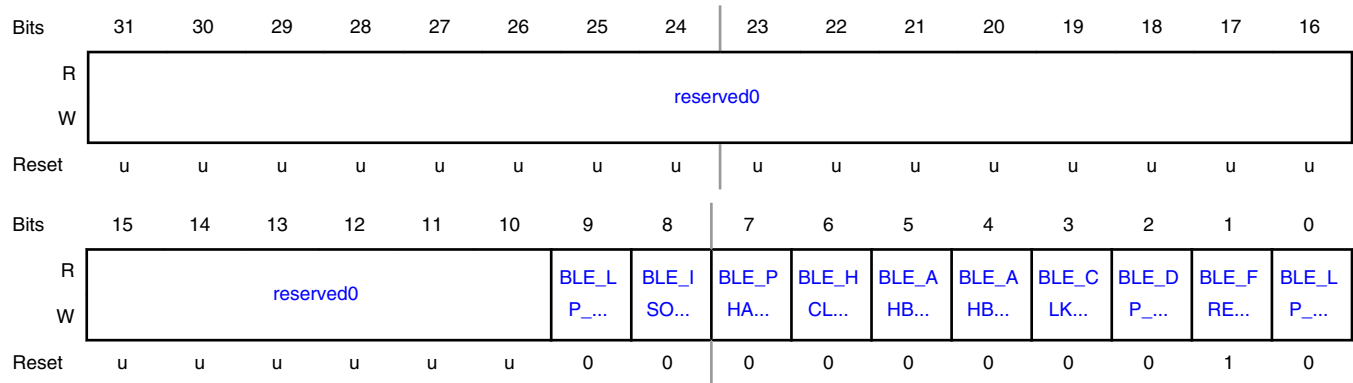 Bits 31 30 29 28 27 26 25 24 23 22 21 20 19 18 17 16
R
reserved0
W
Reset u u u u u u u u u u u u u u u u
Bits 15 14 13 12 11 10 9 8 7 6 5 4 3 2 1 0
R BLE_L BLE_I BLE_P BLE_H BLE_A BLE_A BLE_C BLE_D BLE_F BLE_L
reserved0
W P_... SO... HA... CL... HB... HB... LK... P_... RE... P_...
Reset u u u u u u 0 0 0 0 0 0 0 0 1 0